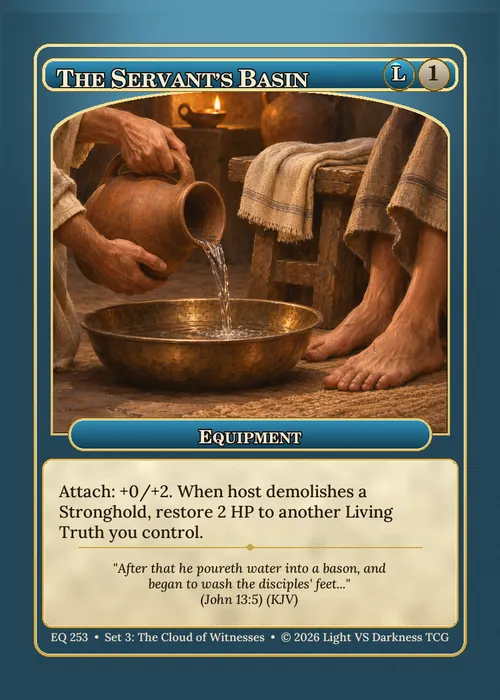 The Servant's Basin L 1
Equipment
Attach: +0/+2. When host demolishes a
Stronghold, restore 2 HP to another Living
Truth you control.
"After that he poureth water into a bason, and
began to wash the disciples' feet..."
(John 13:5) (KJV)
EQ 253 • Set 3: The Cloud of Witnesses • © 2026 Light VS Darkness TCG